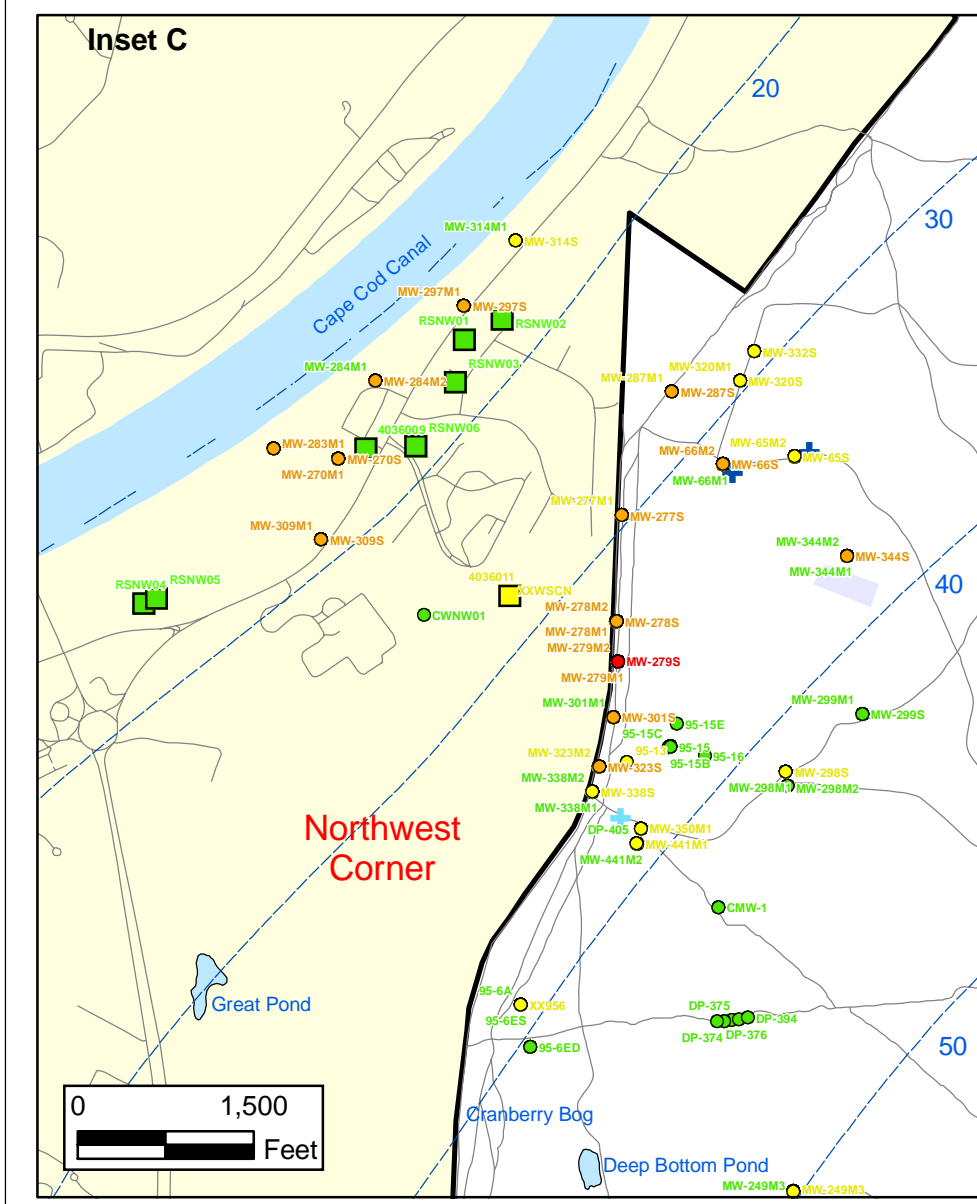 Inset C
20
30
Cape Cod Canal
MW-314M1
MW-314S
MW-297M1
MW-297S
RSNW01
RSNW02
MW-284M1
MW-284M2
RSNW03
MW-287M1
MW-287S
MW-320M1
MW-332S
MW-320S
4036009
RSNW06
MW-283M1
MW-270S
MW-270M1
MW-66M2
MW-65M2
MW-66S
MW-65S
MW-66M1
MW-277M1
MW-277S
MW-309M1
MW-309S
MW-344M2
MW-344S
MW-344M1
40
RSNW04
RSNW05
4036011
XXWSCN
CWNW01
MW-278M2
MW-278S
MW-278M1
MW-279M2
MW-279S
MW-279M1
MW-301M1
MW-301S
95-15E
95-15C
95-15
95-13
95-15B
95-16
MW-299M1
MW-299S
MW-323M2
MW-323S
MW-338M2
MW-338S
MW-338M1
MW-298S
MW-298M1
MW-298M2
DP-405
MW-350M1
MW-441M1
MW-441M2
Northwest
Corner
CMW-1
95-6A
XX956
95-6ES
95-6ED
DP-375
DP-394
DP-374
DP-376
50
Great Pond
Cranberry Bog
Deep Bottom Pond
MW-249M3
MW-249M3
0 1,500
Feet